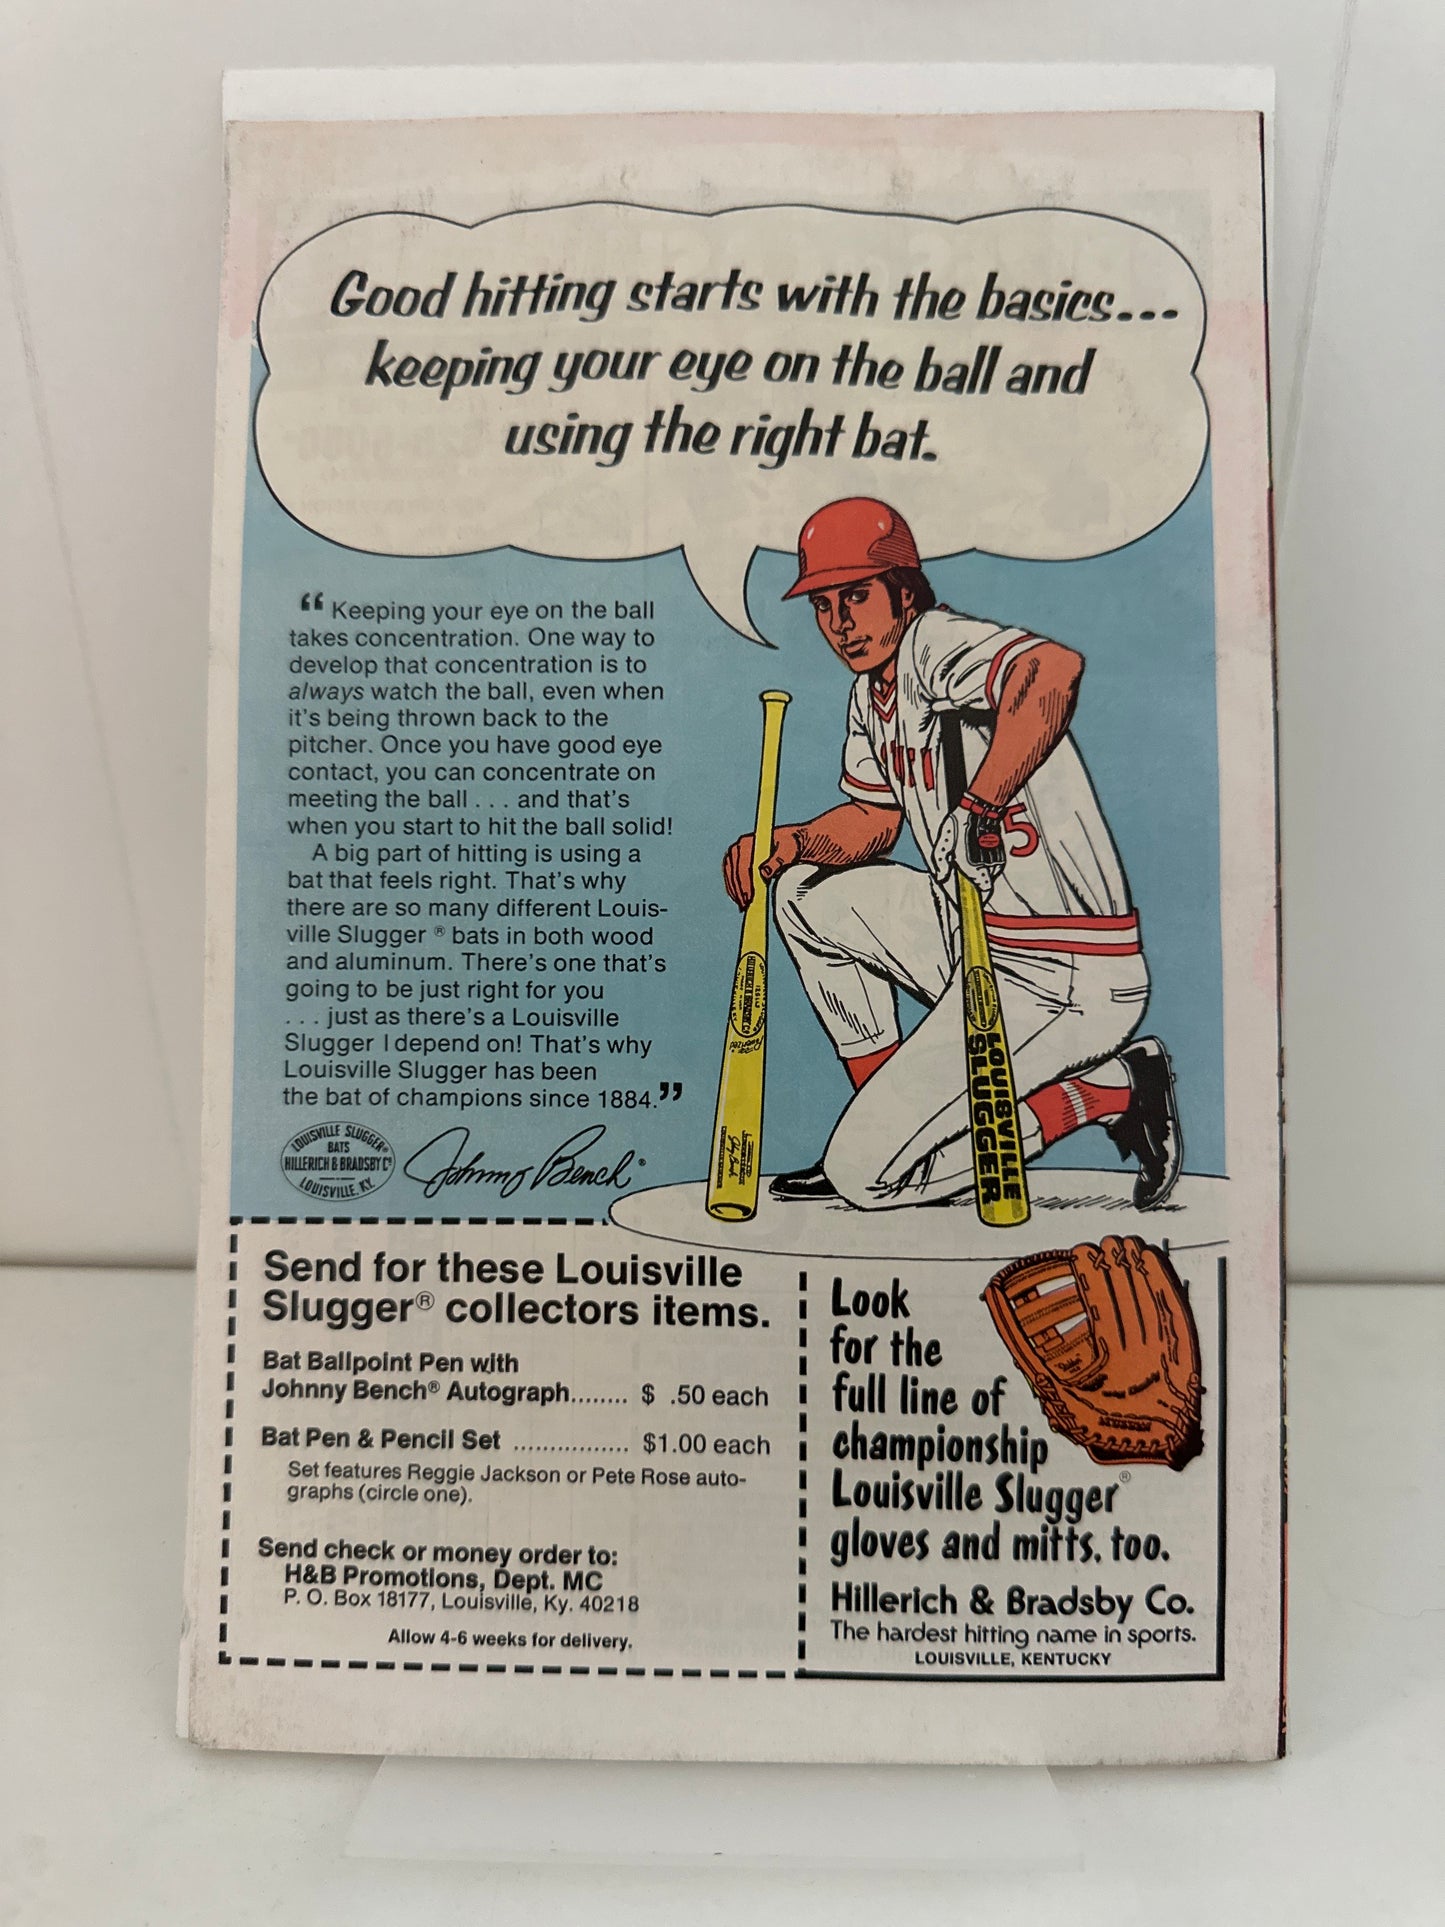 Good hitting starts with the basics....
keeping your eye on the ball and
using the right bat.
“ Keeping your eye on the ball
takes concentration. One way to
develop that concentration is to
always watch the ball, even when
it's being thrown back to the
pitcher. Once you have good eye
contact, you can concentrate on
meeting the ball . . . and that's
when you start to hit the ball solid!
A big part of hitting is using a
bat that feels right. That's why
there are so many different Louis-
ville Slugger ® bats in both wood
and aluminum. There's one that's
going to be just right for you
. . . just as there's a Louisville
Slugger I depend on! That's why
Louisville Slugger has been
the bat of champions since 1884.”
LOUISVILLE SLUGGER®
BATS
HILLERICH & BRADSBY Co
LOUISVILLE, KY.
Johnny Bench®
5
LOUISVILLE
SLUGGER
Send for these Louisville
Slugger® collectors items.
Bat Ballpoint Pen with
Johnny Bench® Autograph........ $ .50 each
Bat Pen & Pencil Set ................ $1.00 each
Set features Reggie Jackson or Pete Rose auto-
graphs (circle one).
Send check or money order to:
H&B Promotions, Dept. MC
P. O. Box 18177, Louisville, Ky. 40218
Allow 4-6 weeks for delivery.
Look
for the
full line of
championship
Louisville Slugger®
gloves and mitts, too.
Hillerich & Bradsby Co.
The hardest hitting name in sports.
LOUISVILLE, KENTUCKY